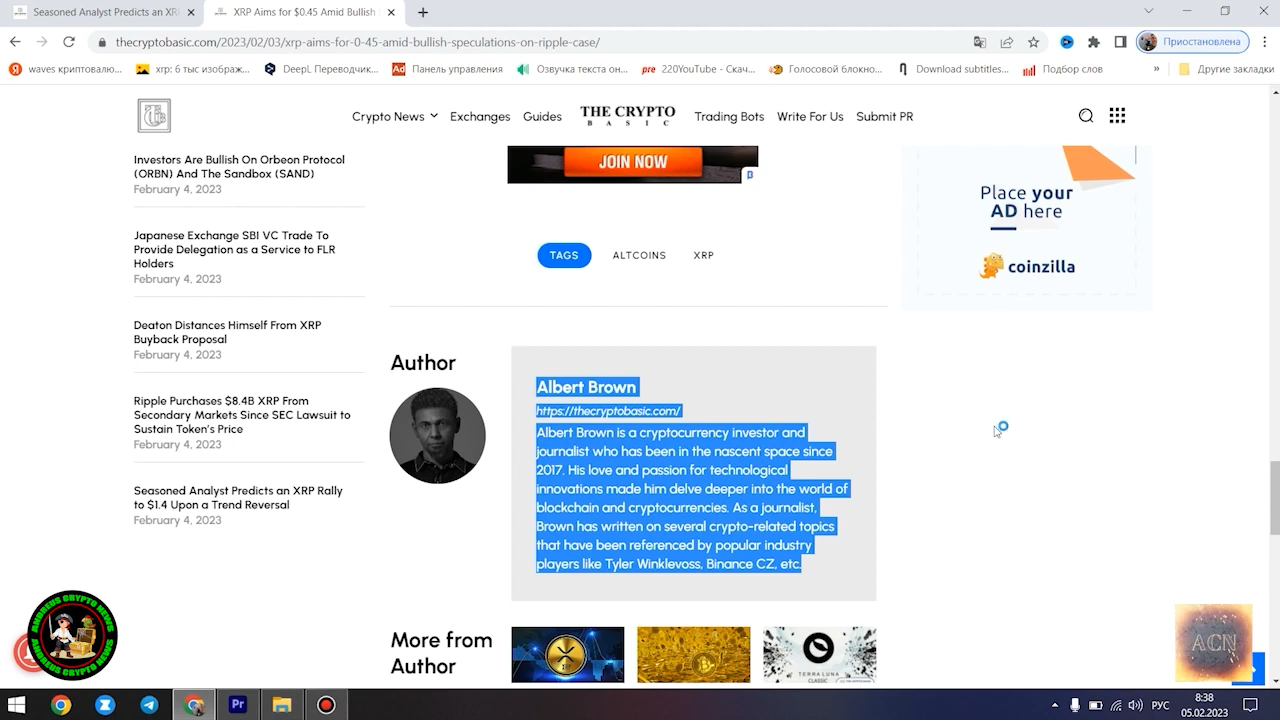 Seasoned Analyst Predicts an XRP
XRP Aims for $0.45 Amid Bullish
thecryptobasic.com/2023/02/03/xrp-aims-for-0-45-amid-bullish-speculations-on-ripple-case/
Приостановлена
waves криптовалю...
xrp: 6 тыс изображ...
DeepL Переводчик...
Панель управления
Озвучка текста он...
220YouTube - Скач...
Голосовой блокно...
Download subtitles...
Подбор слов
»
Другие закладки
Crypto News
Exchanges
Guides
THE CRYPTO
BASIC
Trading Bots
Write For Us
Submit PR
Investors Are Bullish On Orbeon Protocol
(ORBN) And The Sandbox (SAND)
February 4, 2023
Japanese Exchange SBI VC Trade To
Provide Delegation as a Service to FLR
Holders
February 4, 2023
Deaton Distances Himself From XRP
Buyback Proposal
February 4, 2023
Ripple Purchases $8.4B XRP From
Secondary Markets Since SEC Lawsuit to
Sustain Token's Price
February 4, 2023
Seasoned Analyst Predicts an XRP Rally
to $1.4 Upon a Trend Reversal
February 4, 2023
JOIN NOW
TAGS
ALTCOINS
XRP
Author
Albert Brown
https://thecryptobasic.com/
Albert Brown is a cryptocurrency investor and
journalist who has been in the nascent space since
2017. His love and passion for technological
innovations made him delve deeper into the world of
blockchain and cryptocurrencies. As a journalist,
Brown has written on several crypto-related topics
that have been referenced by popular industry
players like Tyler Winklevoss, Binance CZ, etc.
More from
Author
TERRA LUNA
CLASSIC
Place your
AD here
coinzilla
ANDREUS CRYPTO NEWS
ANDREUS CRYPTO NEWS
ACN
Pr
РУС
8:38
05.02.2023